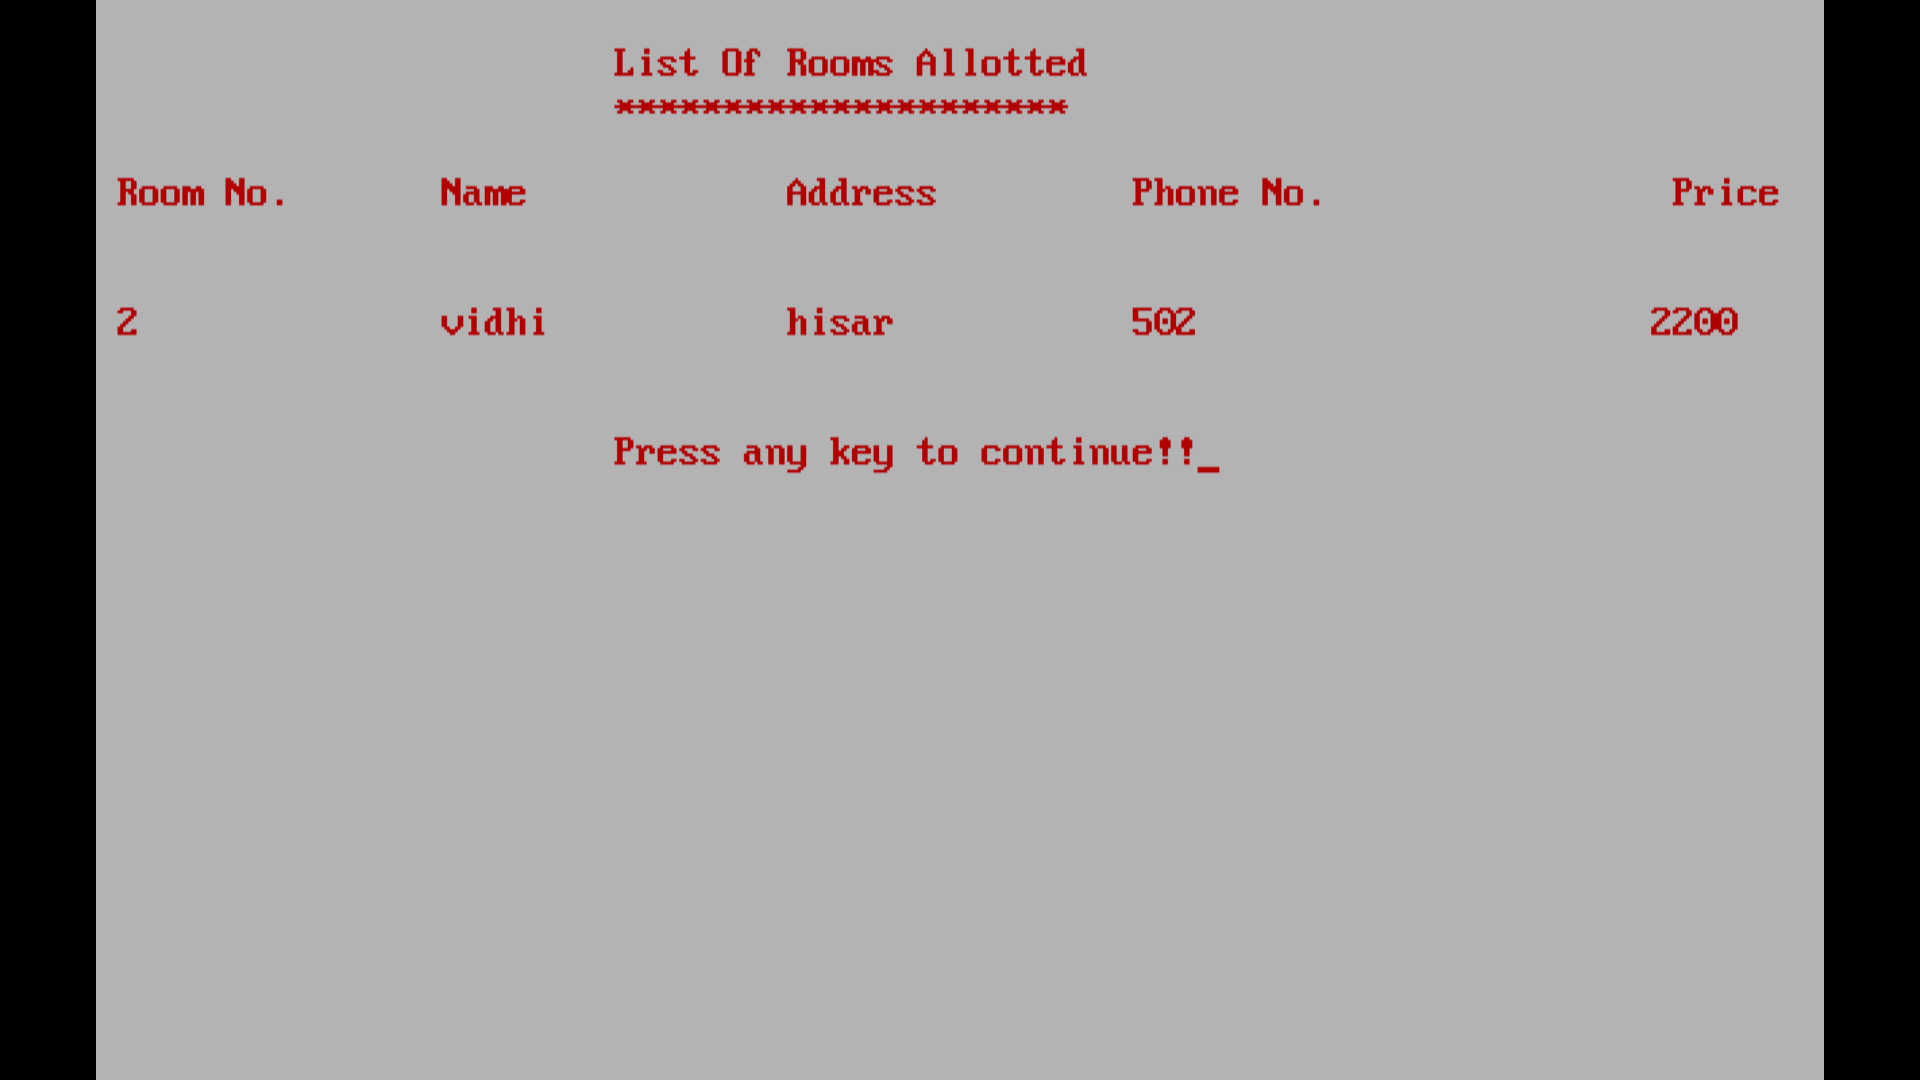 List Of Rooms Allotted
*********************
Room No. Name Address Phone No. Price
2 vidhi hisar 502 2200
Press any key to continue!!_